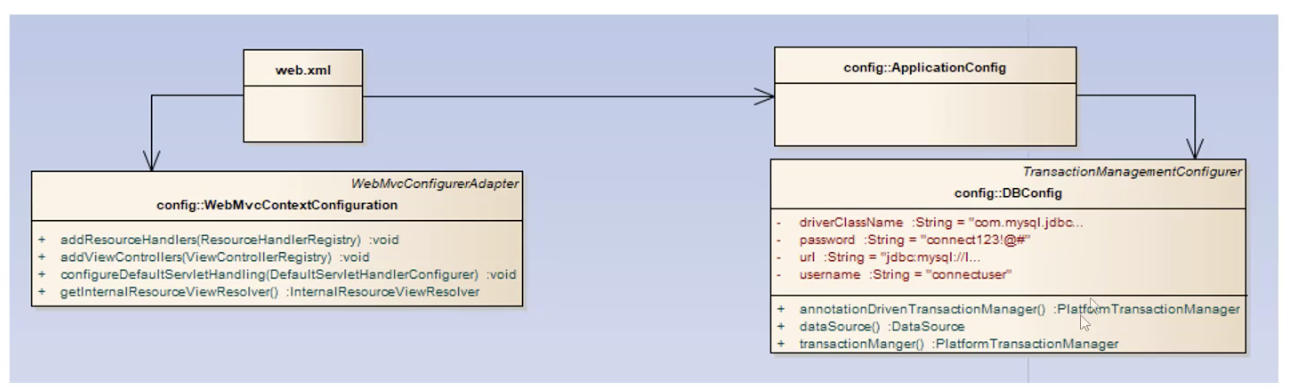 web.xml
config::ApplicationConfig
WebMvcConfigurerAdapter
config::WebMvcContextConfiguration
+ addResourceHandlers(ResourceHandlerRegistry) :void
+ addViewControllers(ViewControllerRegistry) :void
+ configureDefaultServletHandling(DefaultServletHandlerConfigurer) :void
+ getInternalResourceViewResolver() :InternalResourceViewResolver
TransactionManagementConfigurer
config::DBConfig
- driverClassName :String = "com.mysql.jdbc...
- password :String = "connect123!@#"
- url :String = "jdbc:mysql://l...
- username :String = "connectuser"
+ annotationDrivenTransactionManager() :PlatformTransactionManager
+ dataSource() :DataSource
+ transactionManger() :PlatformTransactionManager